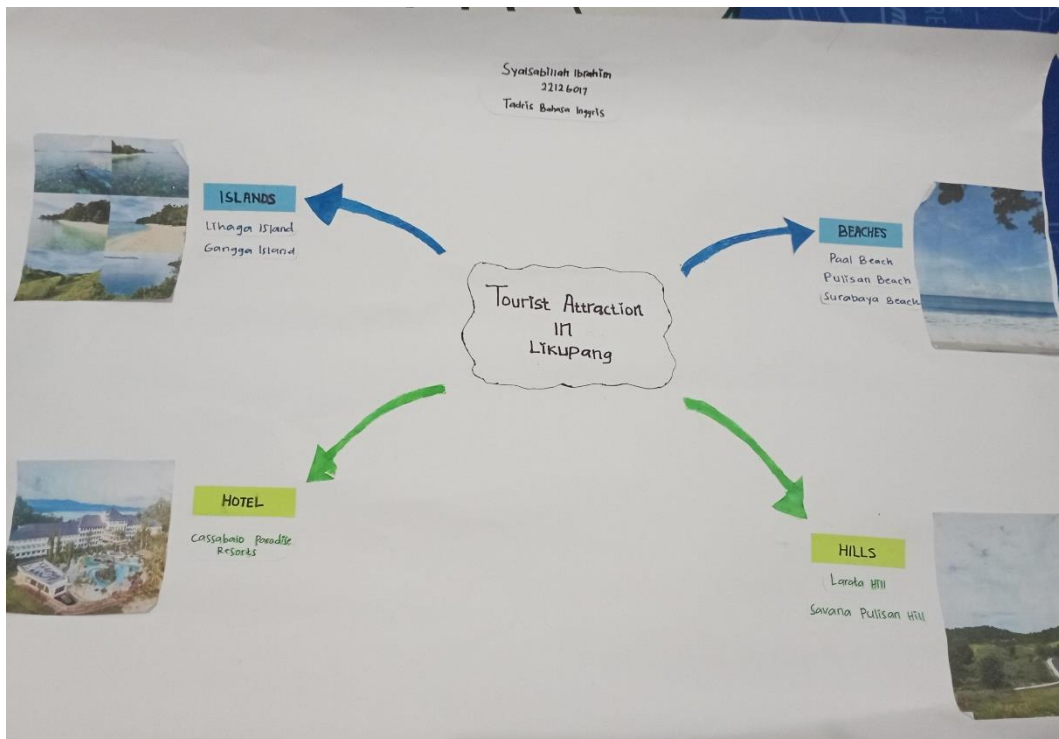 Syalsabillah Ibrahim
22126017
Tadris Bahasa Inggris
ISLANDS
Lihaga Island
Gangga Island
BEACHES
Paal Beach
Pulisan Beach
Surabaya Beach
Tourist Attraction
in
Likupang
HOTEL
Cassabaio Paradise
Resorts
HILLS
Larata Hill
Savana Pulisan Hill